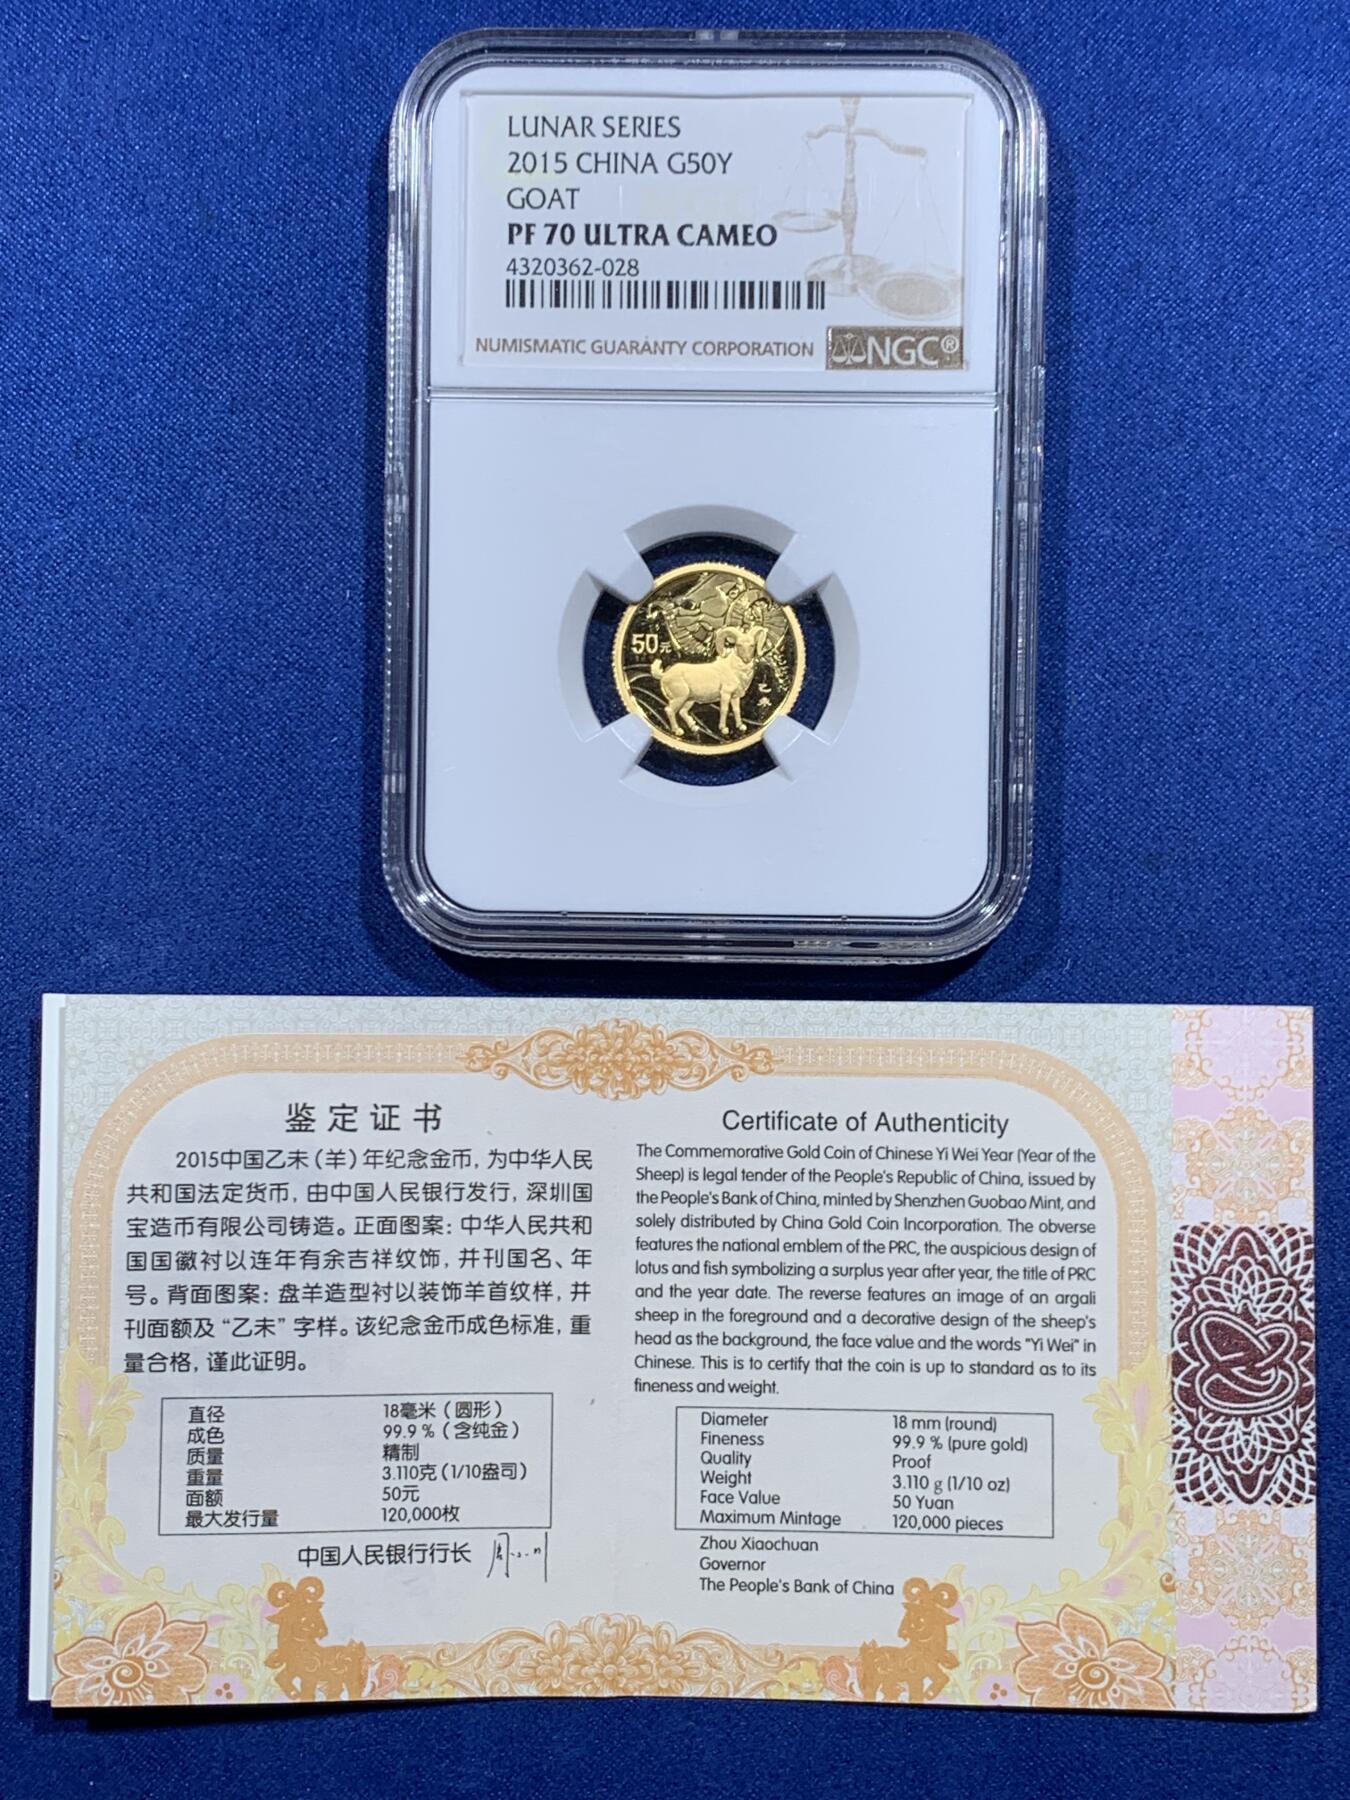 LUNAR SERIES
2015 CHINA G50Y
GOAT
PF 70 ULTRA CAMEO
4320362-028
NUMISMATIC GUARANTY CORPORATION
NGC®
50元
乙
未
鉴定证书
2015中国乙未(羊)年纪念金币，为中华人民
共和国法定货币，由中国人民银行发行，深圳国
宝造币有限公司铸造。正面图案：中华人民共和
国国徽衬以连年有余吉祥纹饰，并刊国名、年
号。背面图案：盘羊造型衬以装饰羊首纹样，并
刊面额及“乙未”字样。该纪念金币成色标准，重
量合格，谨此证明。
直径 18毫米（圆形）
成色 99.9%（含纯金）
质量 精制
重量 3.110克(1/10盎司)
面额 50元
最大发行量 120,000枚
中国人民银行行长
Certificate of Authenticity
The Commemorative Gold Coin of Chinese Yi Wei Year (Year of the
Sheep) is legal tender of the People's Republic of China, issued by
the People's Bank of China, minted by Shenzhen Guobao Mint, and
solely distributed by China Gold Coin Incorporation. The obverse
features the national emblem of the PRC, the auspicious design of
lotus and fish symbolizing a surplus year after year, the title of PRC
and the year date. The reverse features an image of an argali
sheep in the foreground and a decorative design of the sheep's
head as the background, the face value and the words "Yi Wei" in
Chinese. This is to certify that the coin is up to standard as to its
fineness and weight.
Diameter 18 mm (round)
Fineness 99.9 % (pure gold)
Quality Proof
Weight 3.110 g (1/10 oz)
Face Value 50 Yuan
Maximum Mintage 120,000 pieces
Zhou Xiaochuan
Governor
The People's Bank of China